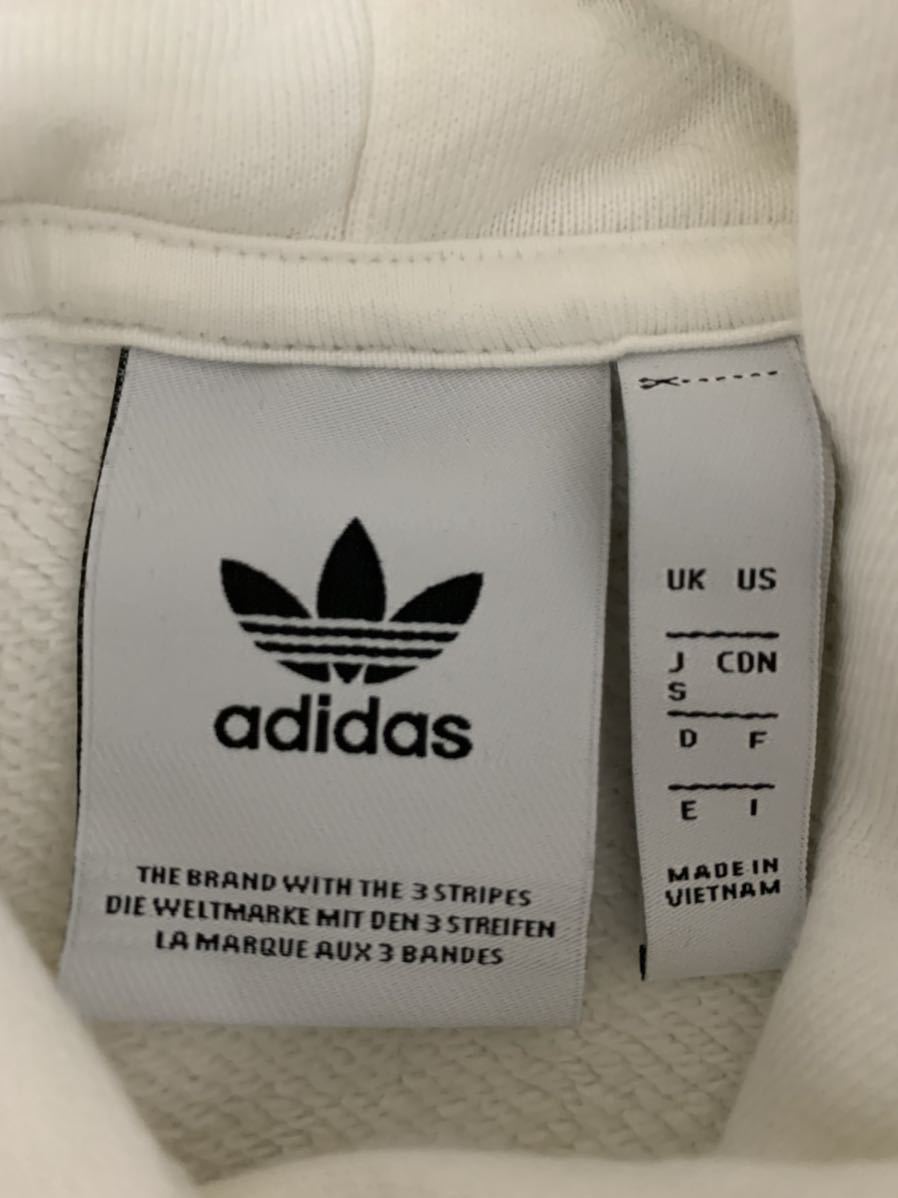 adidas
THE BRAND WITH THE 3 STRIPES
DIE WELTMARKE MIT DEN 3 STREIFEN
LA MARQUE AUX 3 BANDES
UK US
J CDN
S
D F
E I
MADE IN
VIETNAM